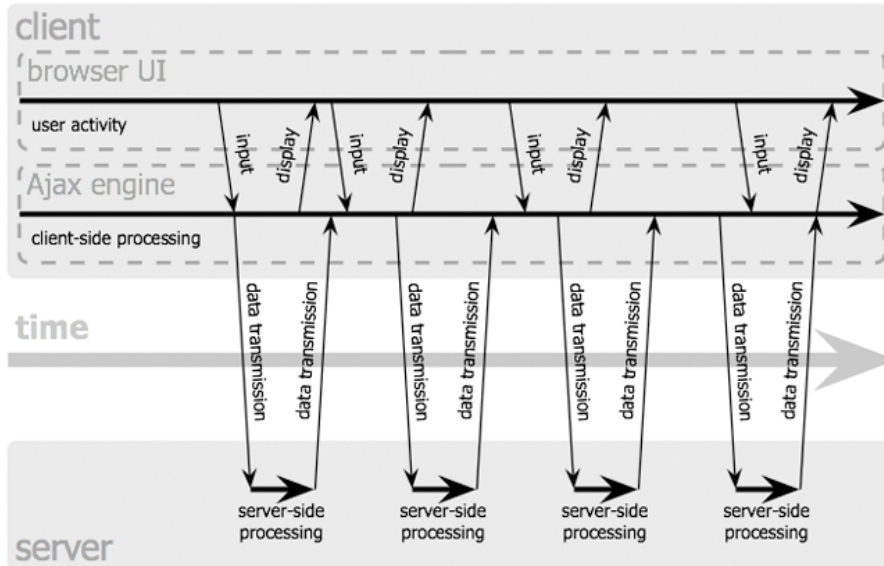 client
browser UI
user activity
input
display
input
display
input
display
input
display
Ajax engine
client-side processing
data transmission
data transmission
data transmission
data transmission
data transmission
data transmission
data transmission
data transmission
time
server-side
processing
server-side
processing
server-side
processing
server-side
processing
server